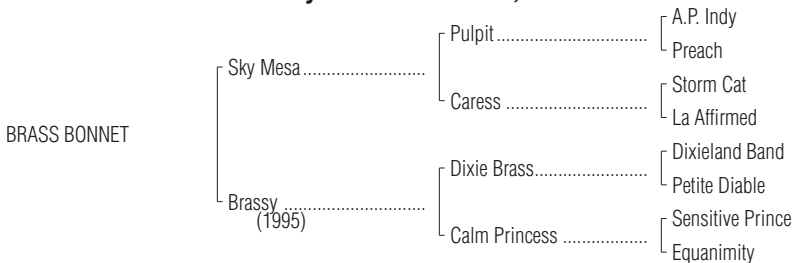 A.P. Indy
Pulpit
Preach
Sky Mesa
Storm Cat
Caress
La Affirmed
BRASS BONNET
Dixieland Band
Dixie Brass
Petite Diable
Brassy
(1995)
Sensitive Prince
Calm Princess
Equanimity